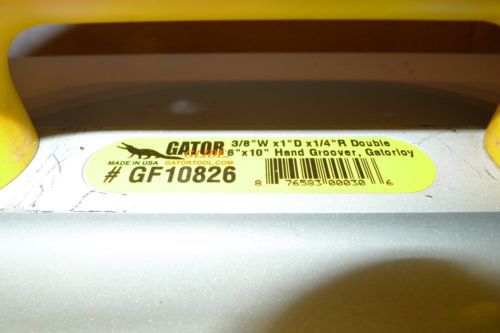 GATOR 3/8"W x1"D x1/4"R Double
6"x10" Hand Groover, Gatorloy
MADE IN USA GATORTOOL.COM
# GF10826
8 76583 00030 6